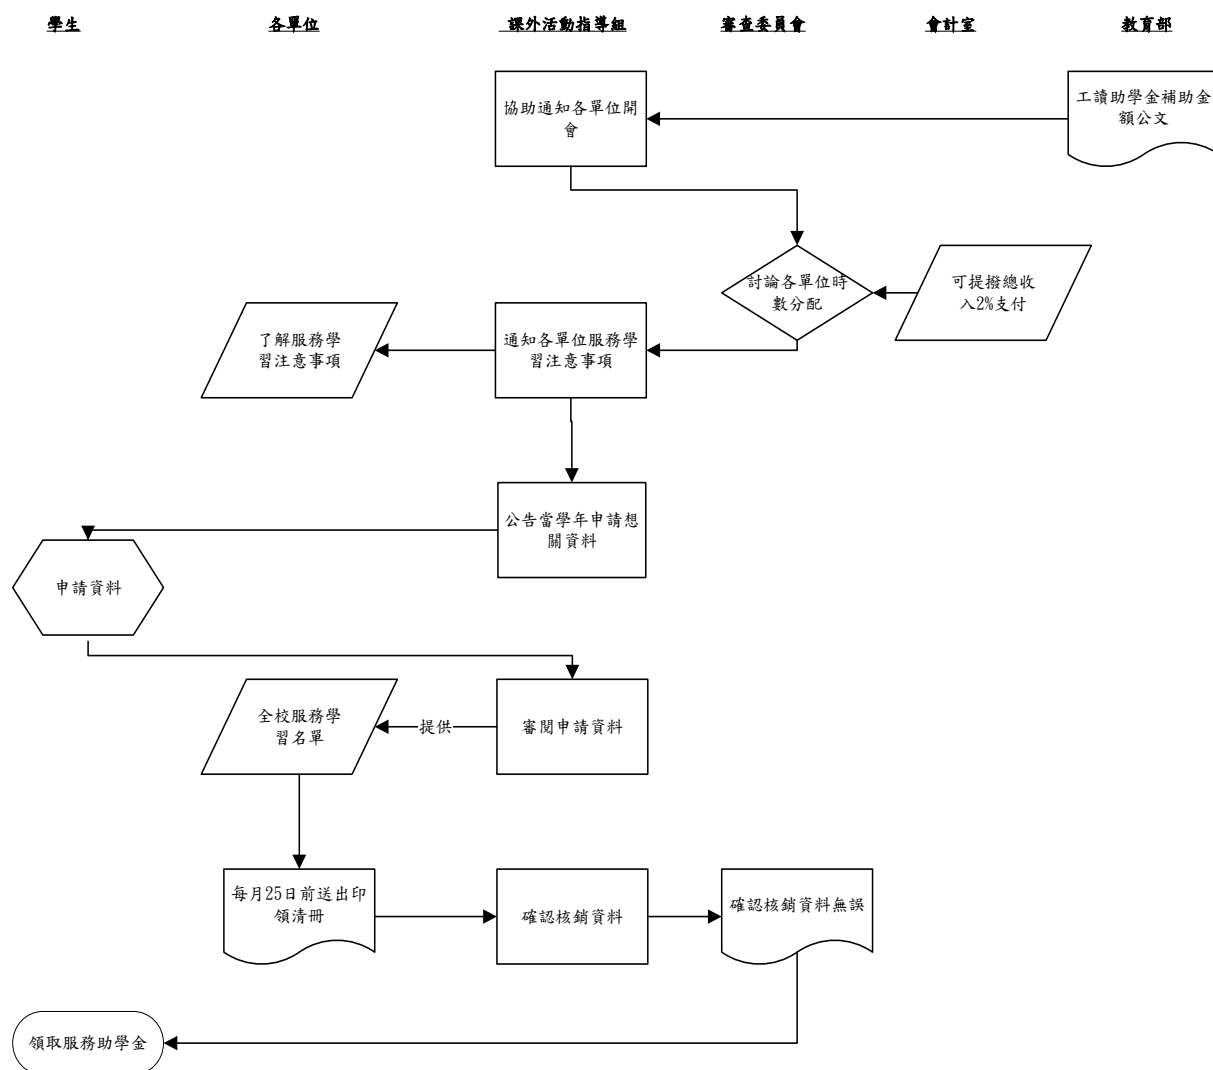 學生
各單位
課外活動指導組
審查委員會
會計室
教育部
協助通知各單位開
會
工讀助學金補助金
額公文
討論各單位時
數分配
可提撥總收
入2%支付
了解服務學
習注意事項
通知各單位服務學
習注意事項
公告當學年申請想
關資料
申請資料
全校服務學
習名單
提供
審閱申請資料
每月25日前送出印
領清冊
確認核銷資料
確認核銷資料無誤
領取服務助學金